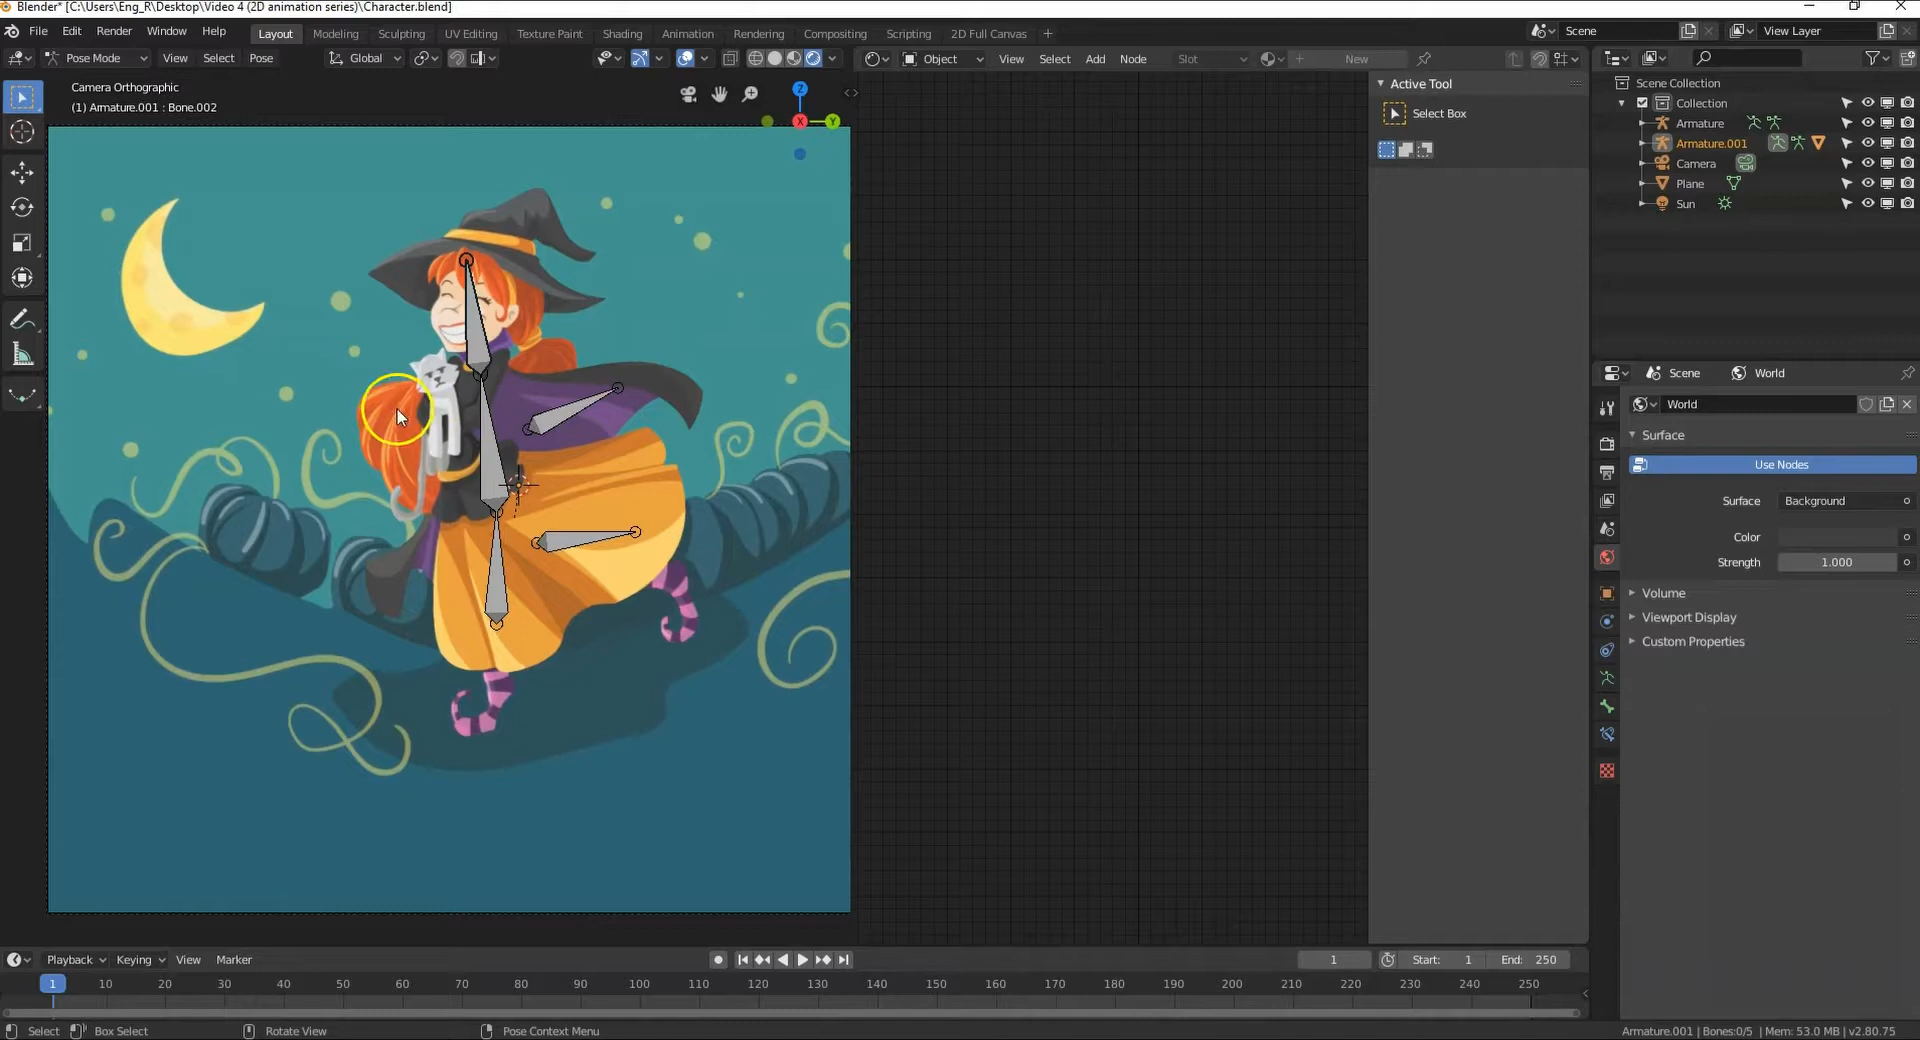 Blender* [C:\Users\Eng_R\Desktop\Video 4 (2D animation series)\Character.blend]
File Edit Render Window Help Layout Modeling Sculpting UV Editing Texture Paint Shading Animation Rendering Compositing Scripting 2D Full Canvas + Scene View Layer
Pose Mode View Select Pose Global Object View Select Add Node Slot New
Camera Orthographic
(1) Armature.001 : Bone.002
Z
X
Y
Active Tool
Select Box
Scene Collection
Collection
Armature
Armature.001
Camera
Plane
Sun
Scene World
World
Surface
Use Nodes
Surface Background
Color
Strength 1.000
Volume
Viewport Display
Custom Properties
Playback Keying View Marker 1 Start: 1 End: 250
1 10 20 30 40 50 60 70 80 90 100 110 120 130 140 150 160 170 180 190 200 210 220 230 240 250
Select Box Select Rotate View Pose Context Menu Armature.001 | Bones:0/5 | Mem: 53.0 MB | v2.80.75